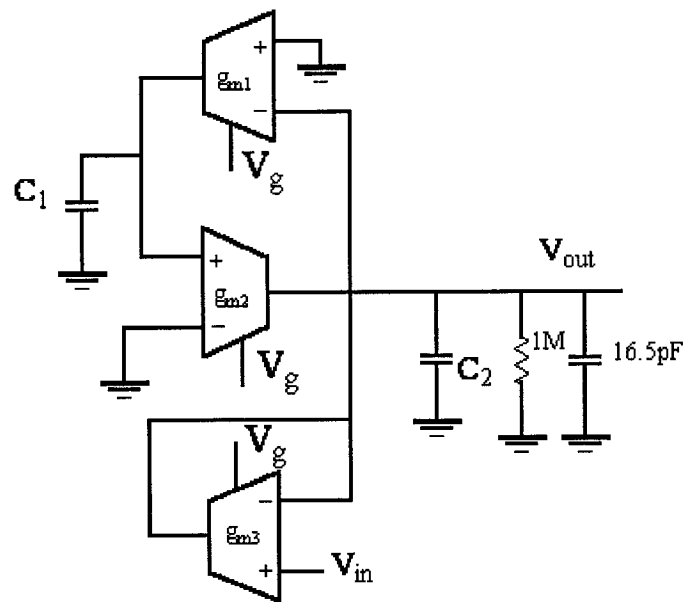 +
gm1
−
Vg
C1
+
gm2
−
Vg
Vout
C2
1M
16.5pF
Vg
−
gm3
+
Vin